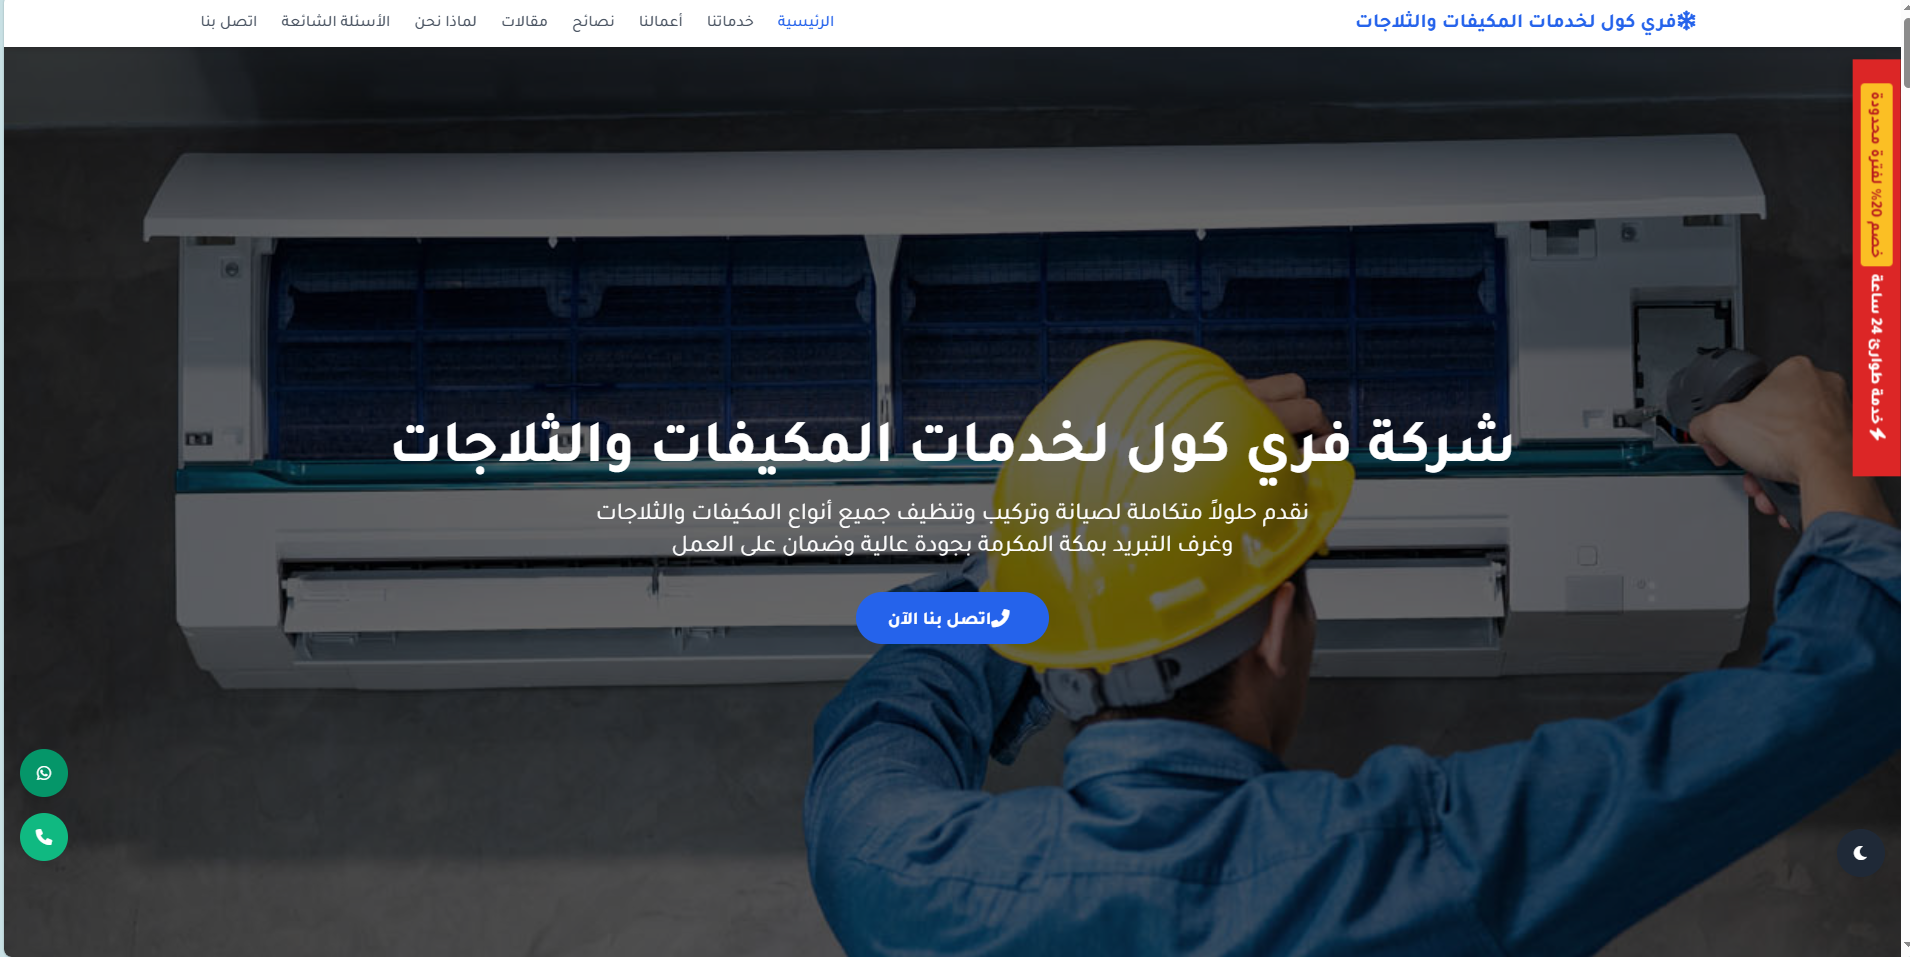 فري كول لخدمات المكيفات والثلاجات
الرئيسية
خدماتنا
أعمالنا
نصائح
مقالات
لماذا نحن
الأسئلة الشائعة
اتصل بنا
خدمة طوارئ 24 ساعة
خصم 20% لفترة محدودة
شركة فري كول لخدمات المكيفات والثلاجات
نقدم حلولاً متكاملة لصيانة وتركيب وتنظيف جميع أنواع المكيفات والثلاجات
وغرف التبريد بمكة المكرمة بجودة عالية وضمان على العمل
اتصل بنا الآن